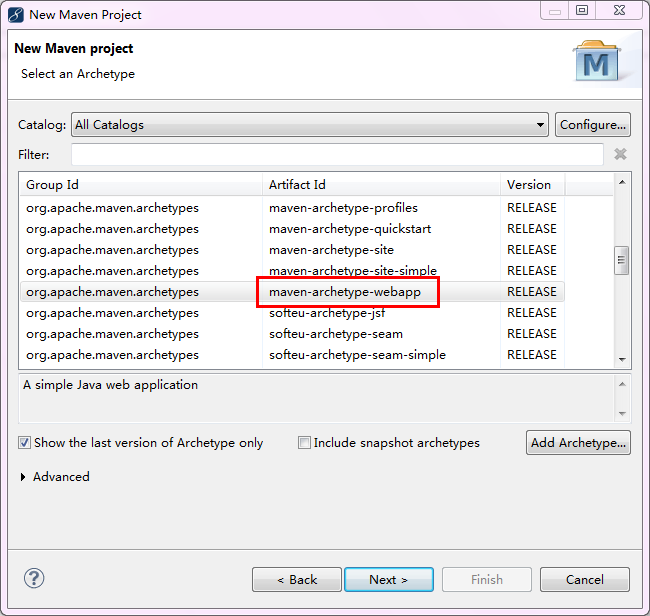 New Maven Project
New Maven project
Select an Archetype
M
Catalog: All Catalogs Configure...
Filter:
Group Id Artifact Id Version
org.apache.maven.archetypes maven-archetype-profiles RELEASE
org.apache.maven.archetypes maven-archetype-quickstart RELEASE
org.apache.maven.archetypes maven-archetype-site RELEASE
org.apache.maven.archetypes maven-archetype-site-simple RELEASE
org.apache.maven.archetypes maven-archetype-webapp RELEASE
org.apache.maven.archetypes softeu-archetype-jsf RELEASE
org.apache.maven.archetypes softeu-archetype-seam RELEASE
org.apache.maven.archetypes softeu-archetype-seam-simple RELEASE
A simple Java web application
Show the last version of Archetype only Include snapshot archetypes Add Archetype...
Advanced
? < Back Next > Finish Cancel